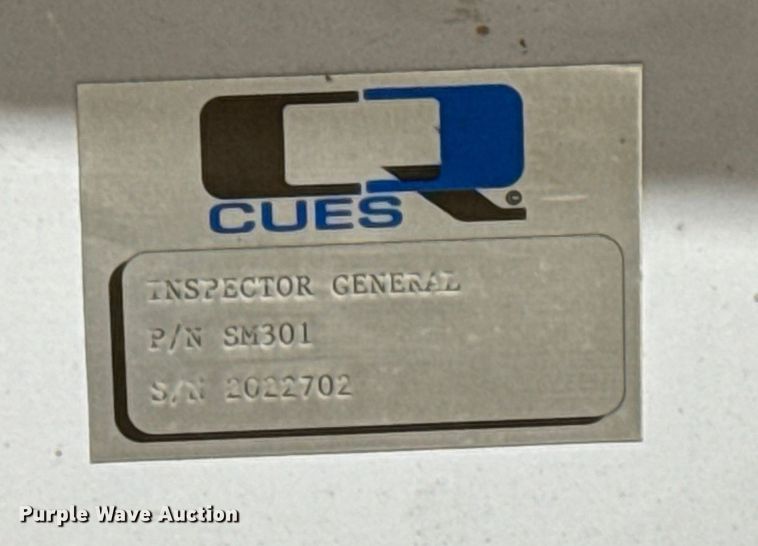 CUES
©
INSPECTOR GENERAL
P/N SM301
S/N 2022702
Purple Wave Auction